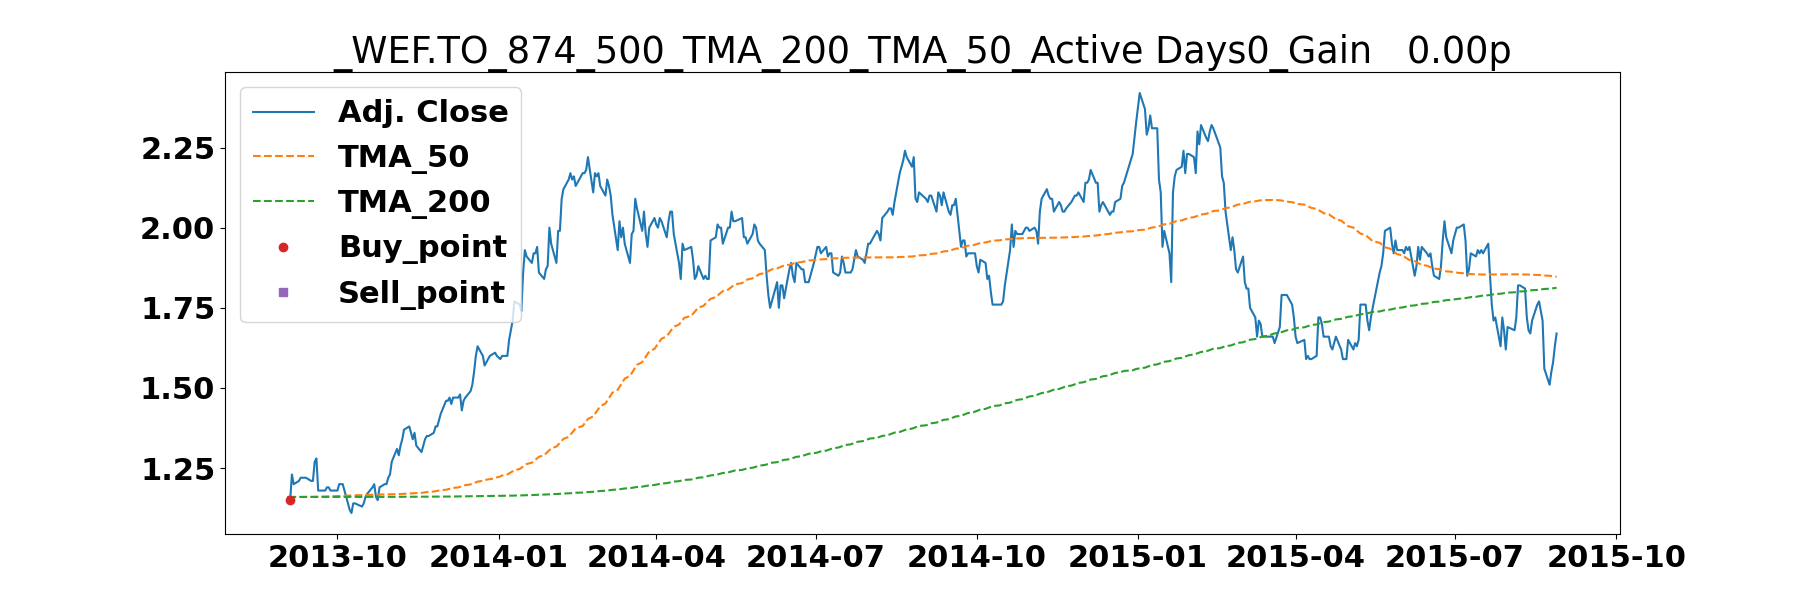 _WEF.TO_874_500_TMA_200_TMA_50_Active Days0_Gain   0.00p
Adj. Close
TMA_50
TMA_200
Buy_point
Sell_point
2.25
2.00
1.75
1.50
1.25
2013-10 2014-01 2014-04 2014-07 2014-10 2015-01 2015-04 2015-07 2015-10